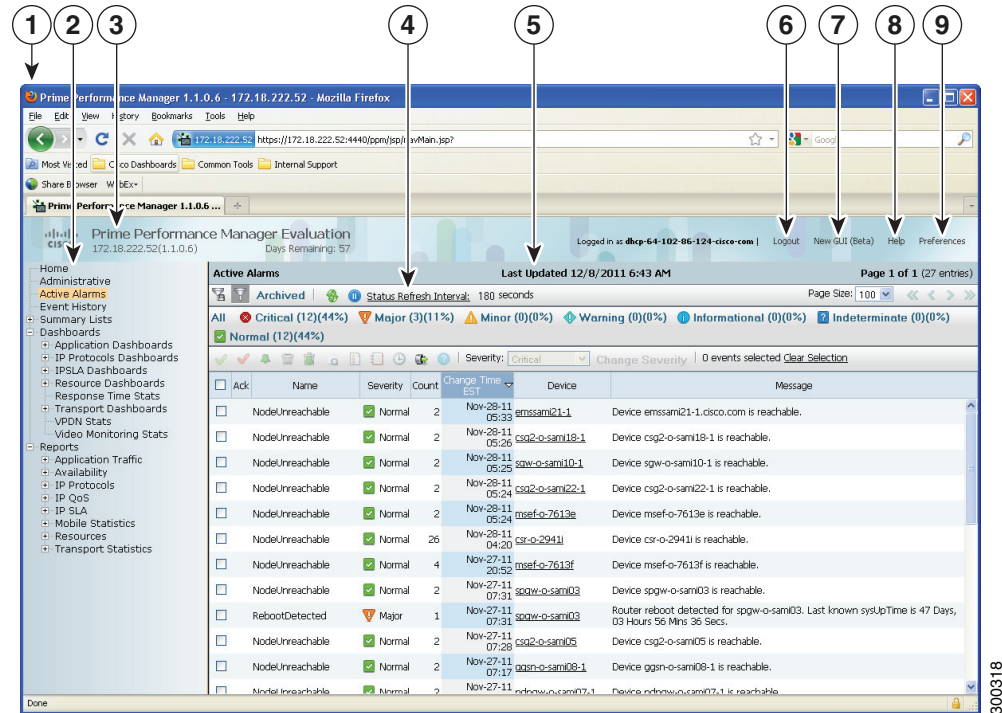 1 2 3 4 5 6 7 8 9
Prime Performance Manager 1.1.0.6 - 172.18.222.52 - Mozilla Firefox
File Edit View History Bookmarks Tools Help
172.18.222.52 https://172.18.222.52:4440/ppm/jsp/navMain.jsp?
Googl
Most Visited Cisco Dashboards Common Tools Internal Support
Share Browser WebEx
Prime Performance Manager 1.1.0.6 ...
CISCO
Prime Performance Manager Evaluation
172.18.222.52(1.1.0.6) Days Remaining: 57
Logged in as dhcp-64-102-86-124-cisco-com | Logout New GUI (Beta) Help Preferences
Home
Administrative
Active Alarms
Event History
Summary Lists
Dashboards
Application Dashboards
IP Protocols Dashboards
IPSLA Dashboards
Resource Dashboards
Response Time Stats
Transport Dashboards
VPDN Stats
Video Monitoring Stats
Reports
Application Traffic
Availability
IP Protocols
IP QoS
IP SLA
Mobile Statistics
Resources
Transport Statistics
Active Alarms Last Updated 12/8/2011 6:43 AM Page 1 of 1 (27 entries)
Archived | Status Refresh Interval: 180 seconds Page Size: 100
All Critical (12)(44%) Major (3)(11%) Minor (0)(0%) Warning (0)(0%) Informational (0)(0%) Indeterminate (0)(0%)
Normal (12)(44%)
Severity: Critical Change Severity | 0 events selected Clear Selection
Ack Name Severity Count Change Time EST Device Message
NodeUnreachable Normal 2 Nov-28-11 05:33 emssami21-1 Device emssami21-1.cisco.com is reachable.
NodeUnreachable Normal 2 Nov-28-11 05:26 csg2-o-sami18-1 Device csg2-o-sami18-1 is reachable.
NodeUnreachable Normal 2 Nov-28-11 05:25 sgw-o-sami10-1 Device sgw-o-sami10-1 is reachable.
NodeUnreachable Normal 2 Nov-28-11 05:24 csg2-o-sami22-1 Device csg2-o-sami22-1 is reachable.
NodeUnreachable Normal 2 Nov-28-11 05:24 msef-o-7613e Device msef-o-7613e is reachable.
NodeUnreachable Normal 26 Nov-28-11 04:20 csr-o-2941i Device csr-o-2941i is reachable.
NodeUnreachable Normal 4 Nov-27-11 20:52 msef-o-7613f Device msef-o-7613f is reachable.
NodeUnreachable Normal 2 Nov-27-11 07:31 spgw-o-sami03 Device spgw-o-sami03 is reachable.
RebootDetected Major 1 Nov-27-11 07:31 spgw-o-sami03 Router reboot detected for spgw-o-sami03. Last known sysUpTime is 47 Days,
03 Hours 56 Mins 36 Secs.
NodeUnreachable Normal 2 Nov-27-11 07:28 csg2-o-sami05 Device csg2-o-sami05 is reachable.
NodeUnreachable Normal 2 Nov-27-11 07:17 ggsn-o-sami08-1 Device ggsn-o-sami08-1 is reachable.
NodeUnreachable Normal 2 Nov-27-11 pdngw-o-sami07-1 Device pdngw-o-sami07-1 is reachable
Done
300318